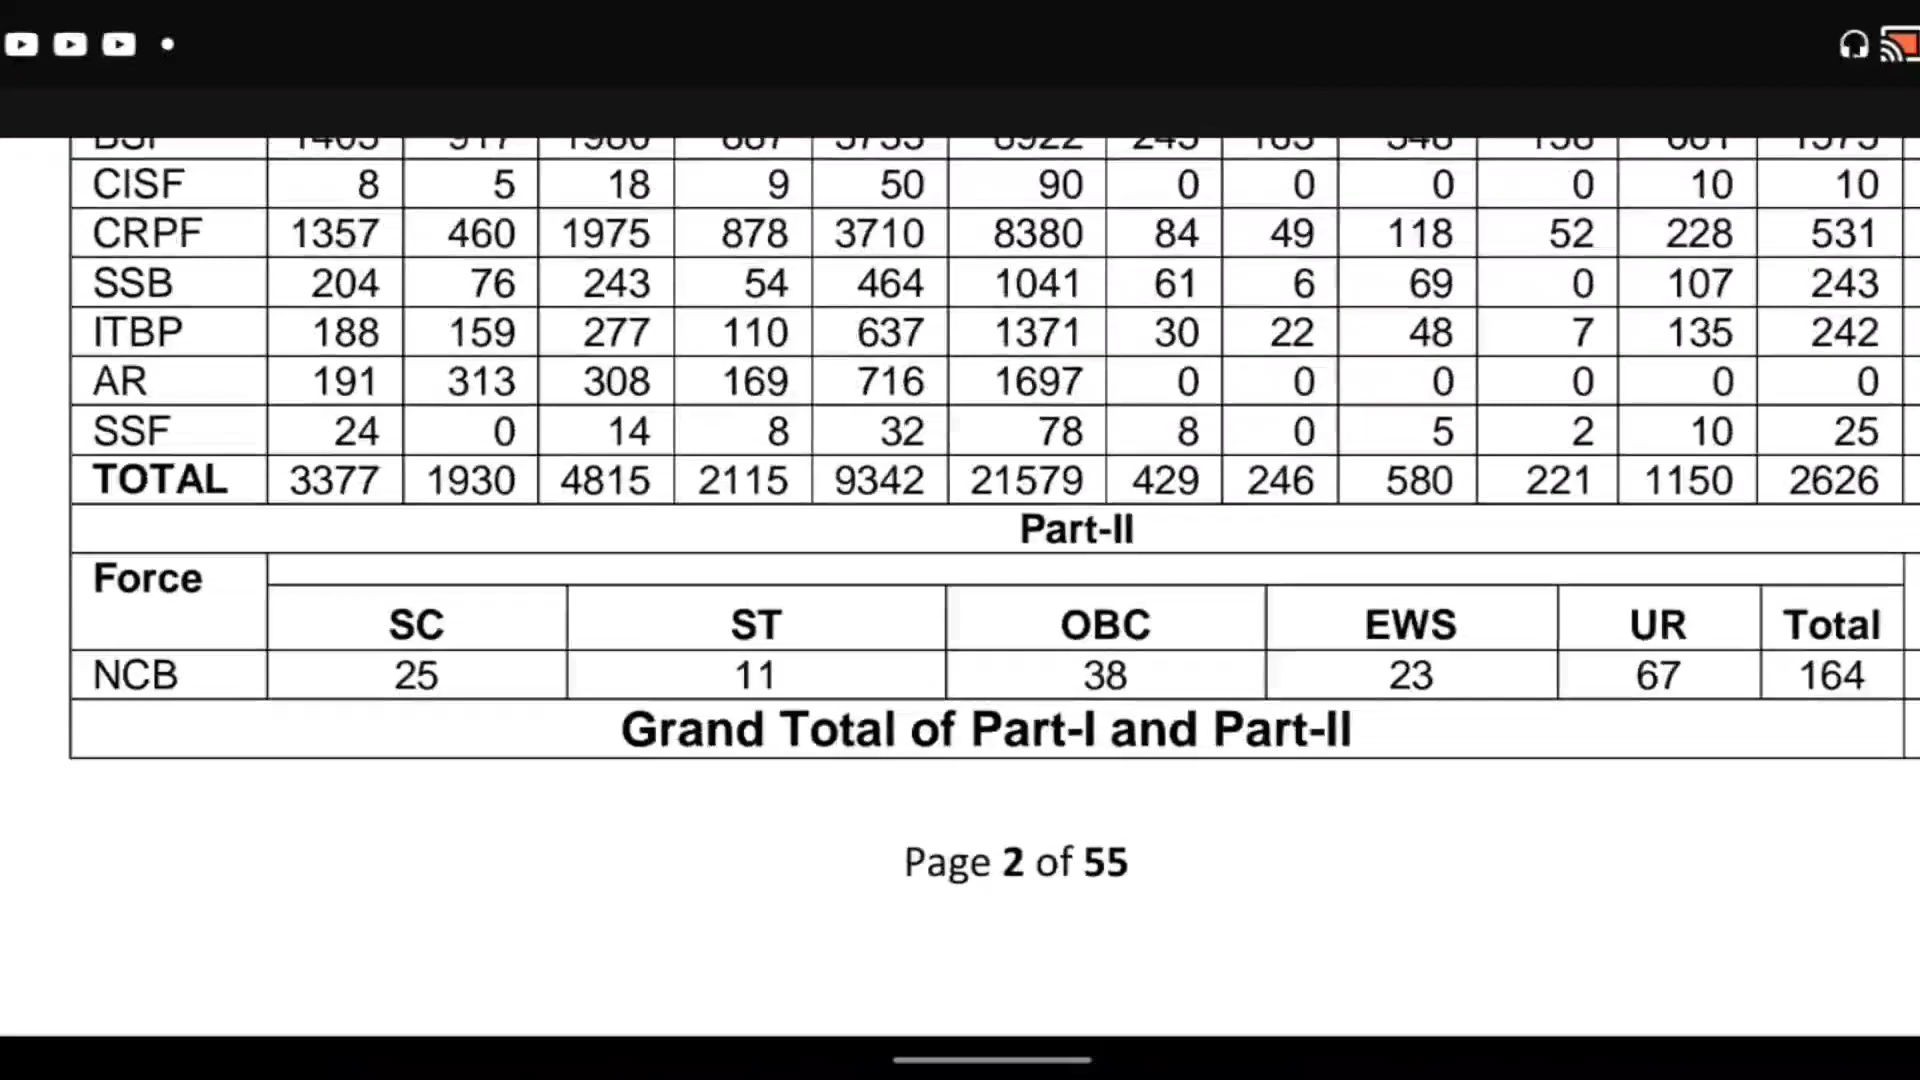 CISF 8 5 18 9 50 90 0 0 0 0 10 10
CRPF 1357 460 1975 878 3710 8380 84 49 118 52 228 531
SSB 204 76 243 54 464 1041 61 6 69 0 107 243
ITBP 188 159 277 110 637 1371 30 22 48 7 135 242
AR 191 313 308 169 716 1697 0 0 0 0 0 0
SSF 24 0 14 8 32 78 8 0 5 2 10 25
TOTAL 3377 1930 4815 2115 9342 21579 429 246 580 221 1150 2626
Part-II
Force
SC ST OBC EWS UR Total
NCB 25 11 38 23 67 164
Grand Total of Part-I and Part-II
Page 2 of 55